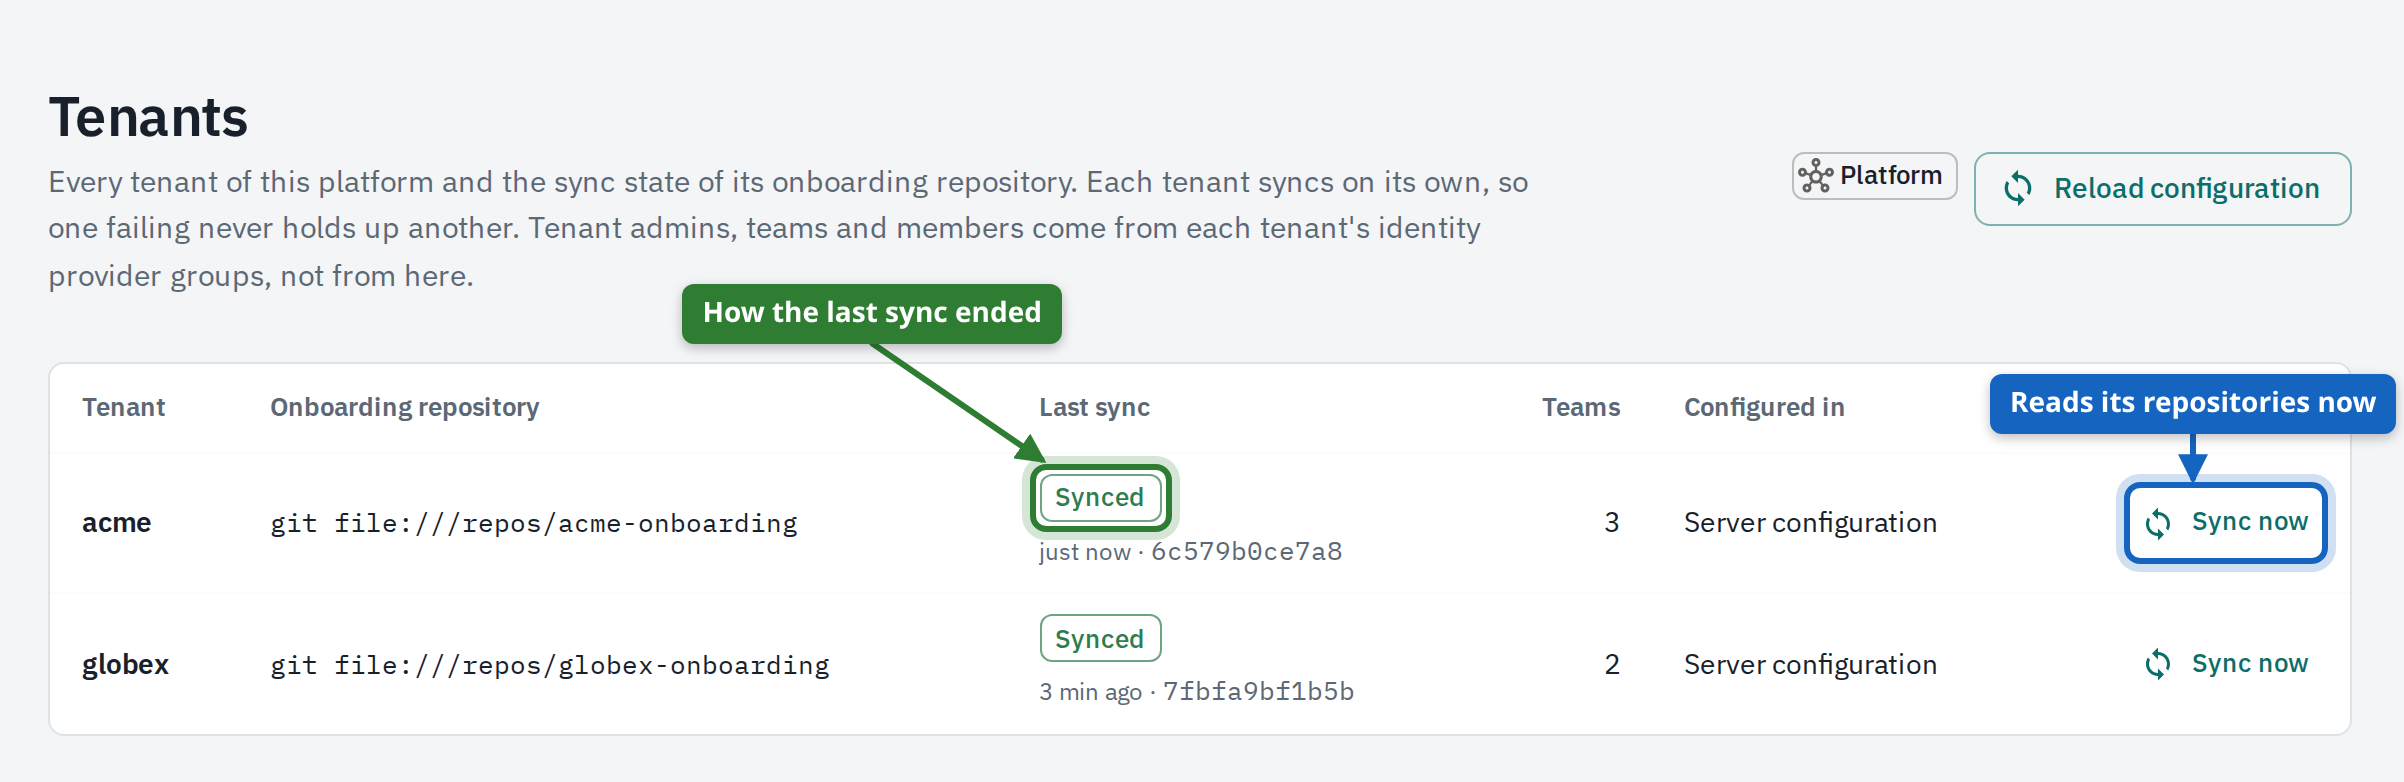 Tenants
Every tenant of this platform and the sync state of its onboarding repository. Each tenant syncs on its own, so
one failing never holds up another. Tenant admins, teams and members come from each tenant's identity
provider groups, not from here.
Platform
Reload configuration
How the last sync ended
Reads its repositories now
Tenant Onboarding repository Last sync Teams Configured in
acme git file:///repos/acme-onboarding Synced 3 Server configuration Sync now
just now · 6c579b0ce7a8
globex git file:///repos/globex-onboarding Synced 2 Server configuration Sync now
3 min ago · 7fbfa9bf1b5b